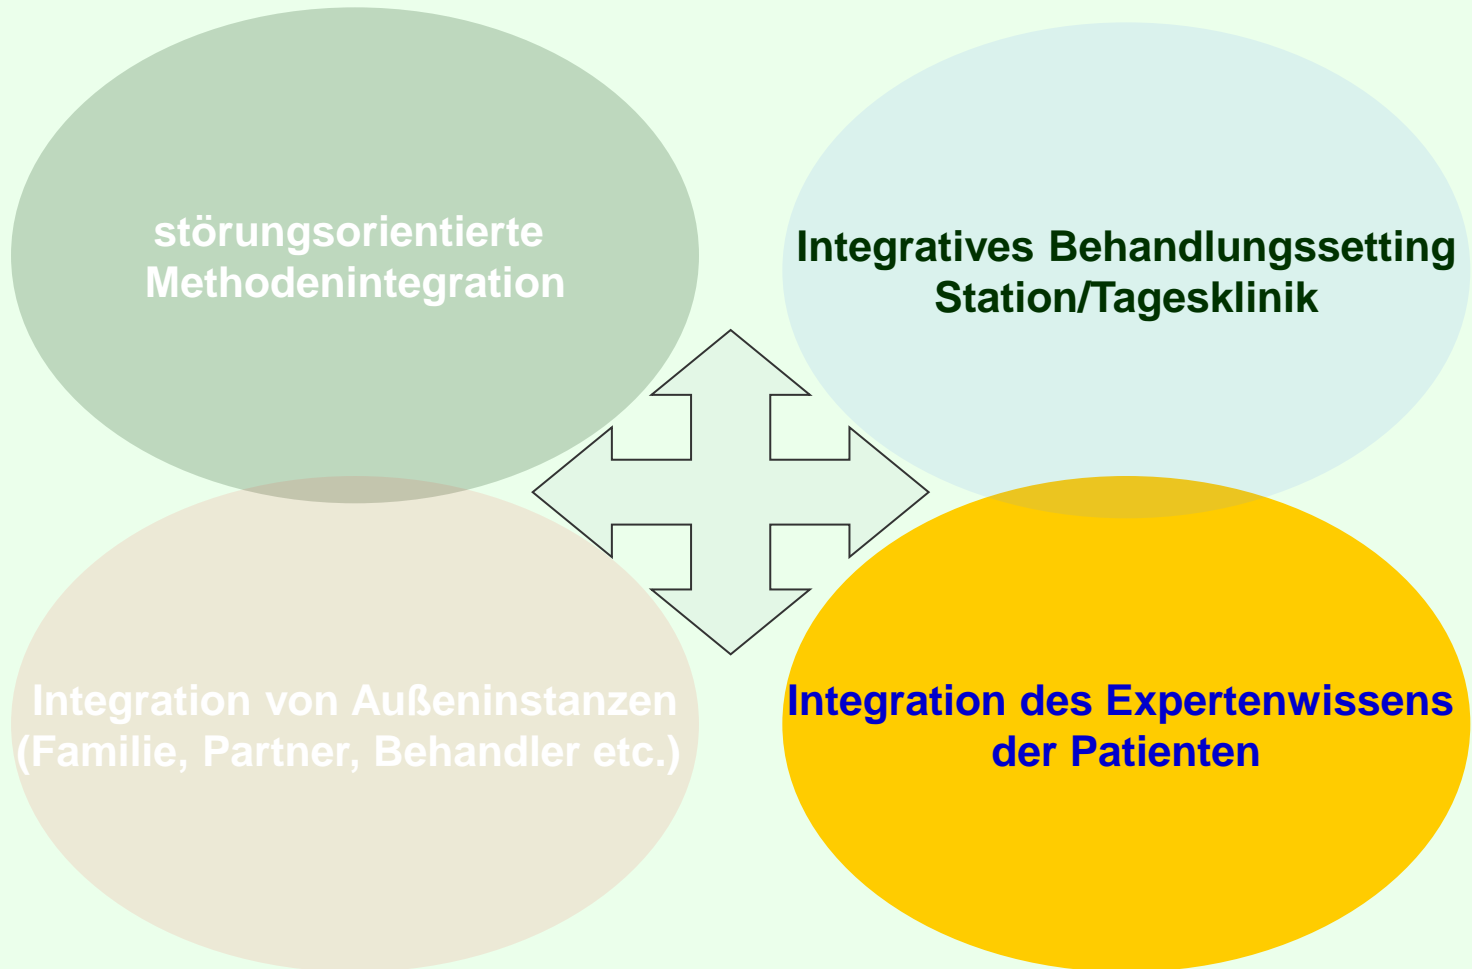 störungsorientierte
Methodenintegration
Integratives Behandlungssetting
Station/Tagesklinik
Integration von Außeninstanzen
(Familie, Partner, Behandler etc.)
Integration des Expertenwissens
der Patienten